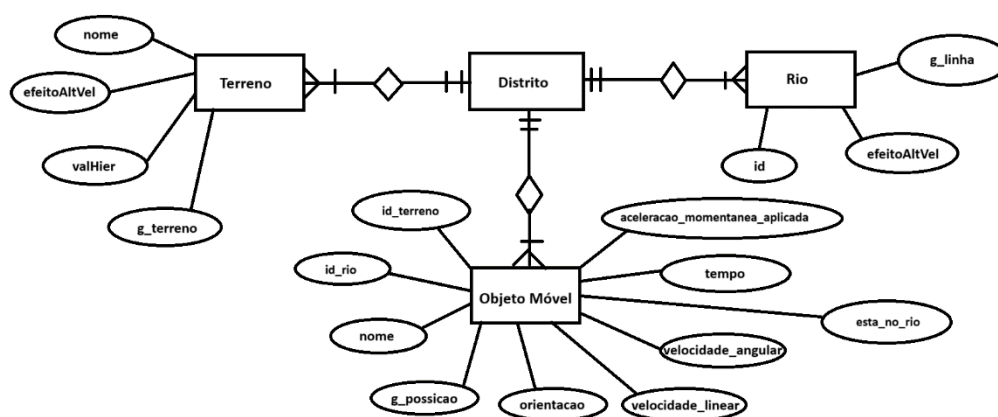 nome
g_linha
Terreno
Distrito
Rio
efeitoAltVel
valHier
id
efeitoAltVel
g_terreno
id_terreno
aceleracao_momentanea_aplicada
id_rio
tempo
Objeto Móvel
esta_no_rio
nome
velocidade_angular
g_possicao
orientacao
velocidade_linear